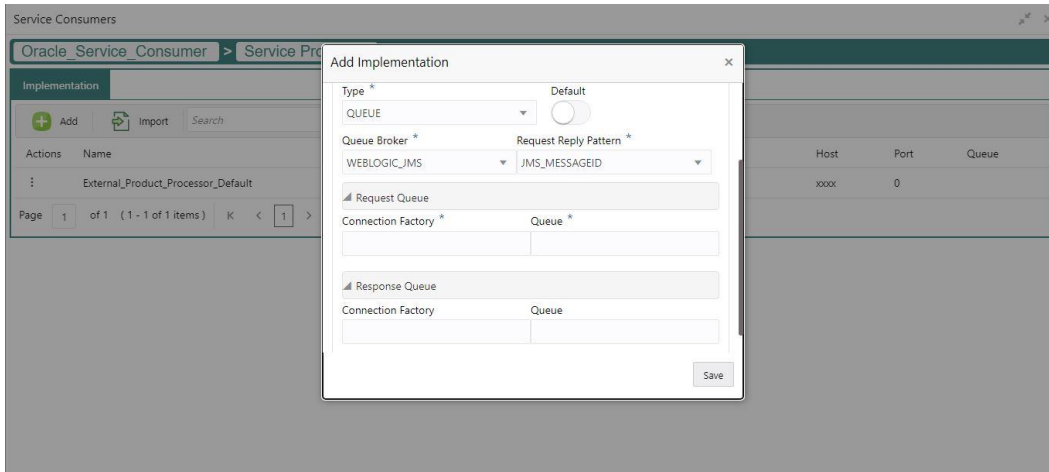 Service Consumers
Oracle_Service_Consumer > Service Pro
Implementation
Add Import Search
Actions Name Host Port Queue
External_Product_Processor_Default xxxx 0
Page 1 of 1 (1 - 1 of 1 items) K < 1 >
Add Implementation ×
Type * Default
QUEUE
Queue Broker * Request Reply Pattern *
WEBLOGIC_JMS JMS_MESSAGEID
Request Queue
Connection Factory * Queue *
Response Queue
Connection Factory Queue
Save